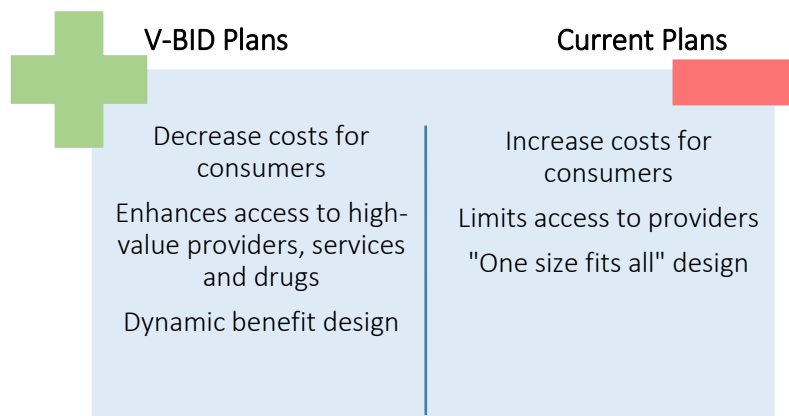 V-BID Plans
Current Plans
Decrease costs for
consumers
Enhances access to high-
value providers, services
and drugs
Dynamic benefit design
Increase costs for
consumers
Limits access to providers
"One size fits all" design